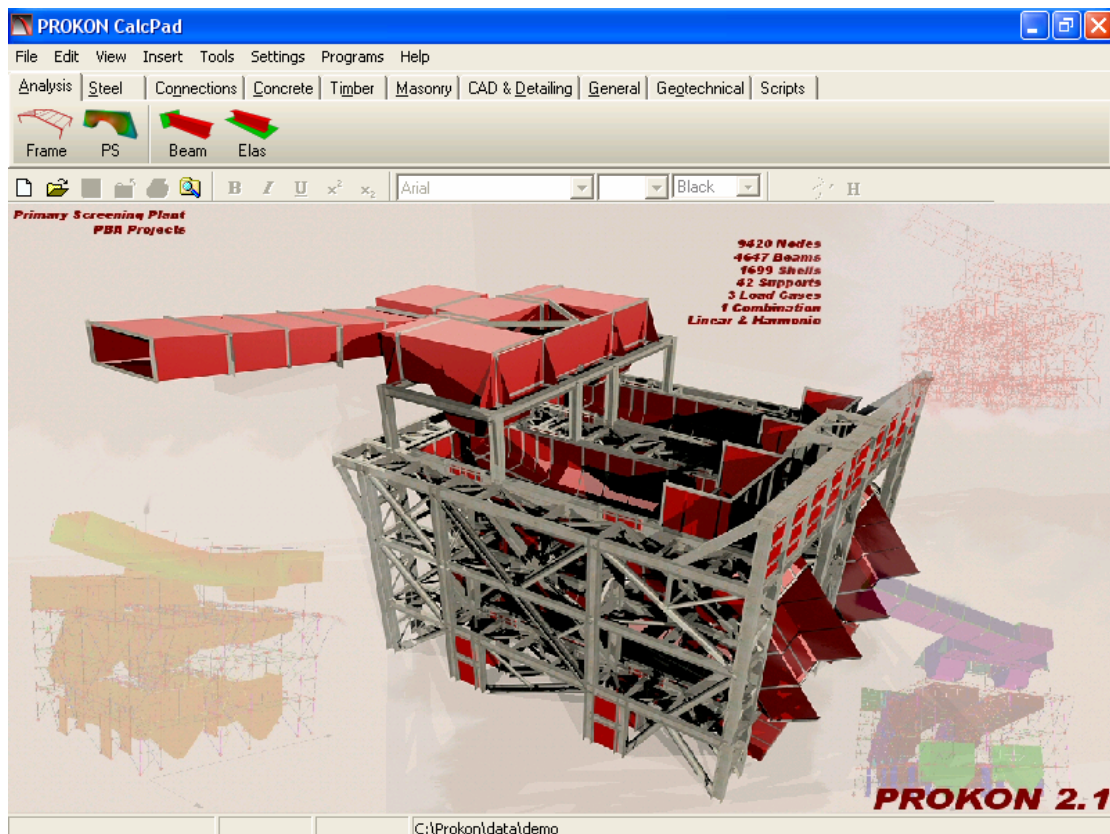 PROKON CalcPad
File Edit View Insert Tools Settings Programs Help
Analysis Steel Connections Concrete Timber Masonry CAD & Detailing General Geotechnical Scripts
Frame PS Beam Elas
B I U x² x₂ Arial Black H
Primary Screening Plant
PBA Projects
9420 Nodes
4647 Beams
1699 Shells
42 Supports
3 Load Cases
1 Combination
Linear & Harmonic
PROKON 2.1
C:\Prokon\data\demo